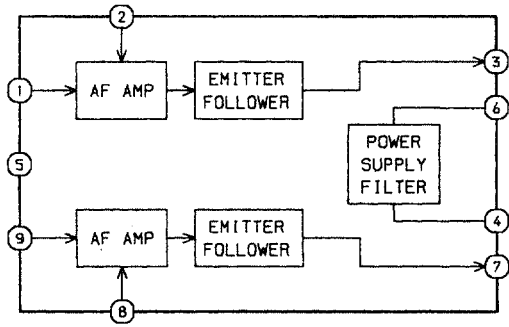 2
1
AF AMP
EMITTER
FOLLOWER
3
6
POWER
SUPPLY
FILTER
5
4
9
AF AMP
EMITTER
FOLLOWER
7
8